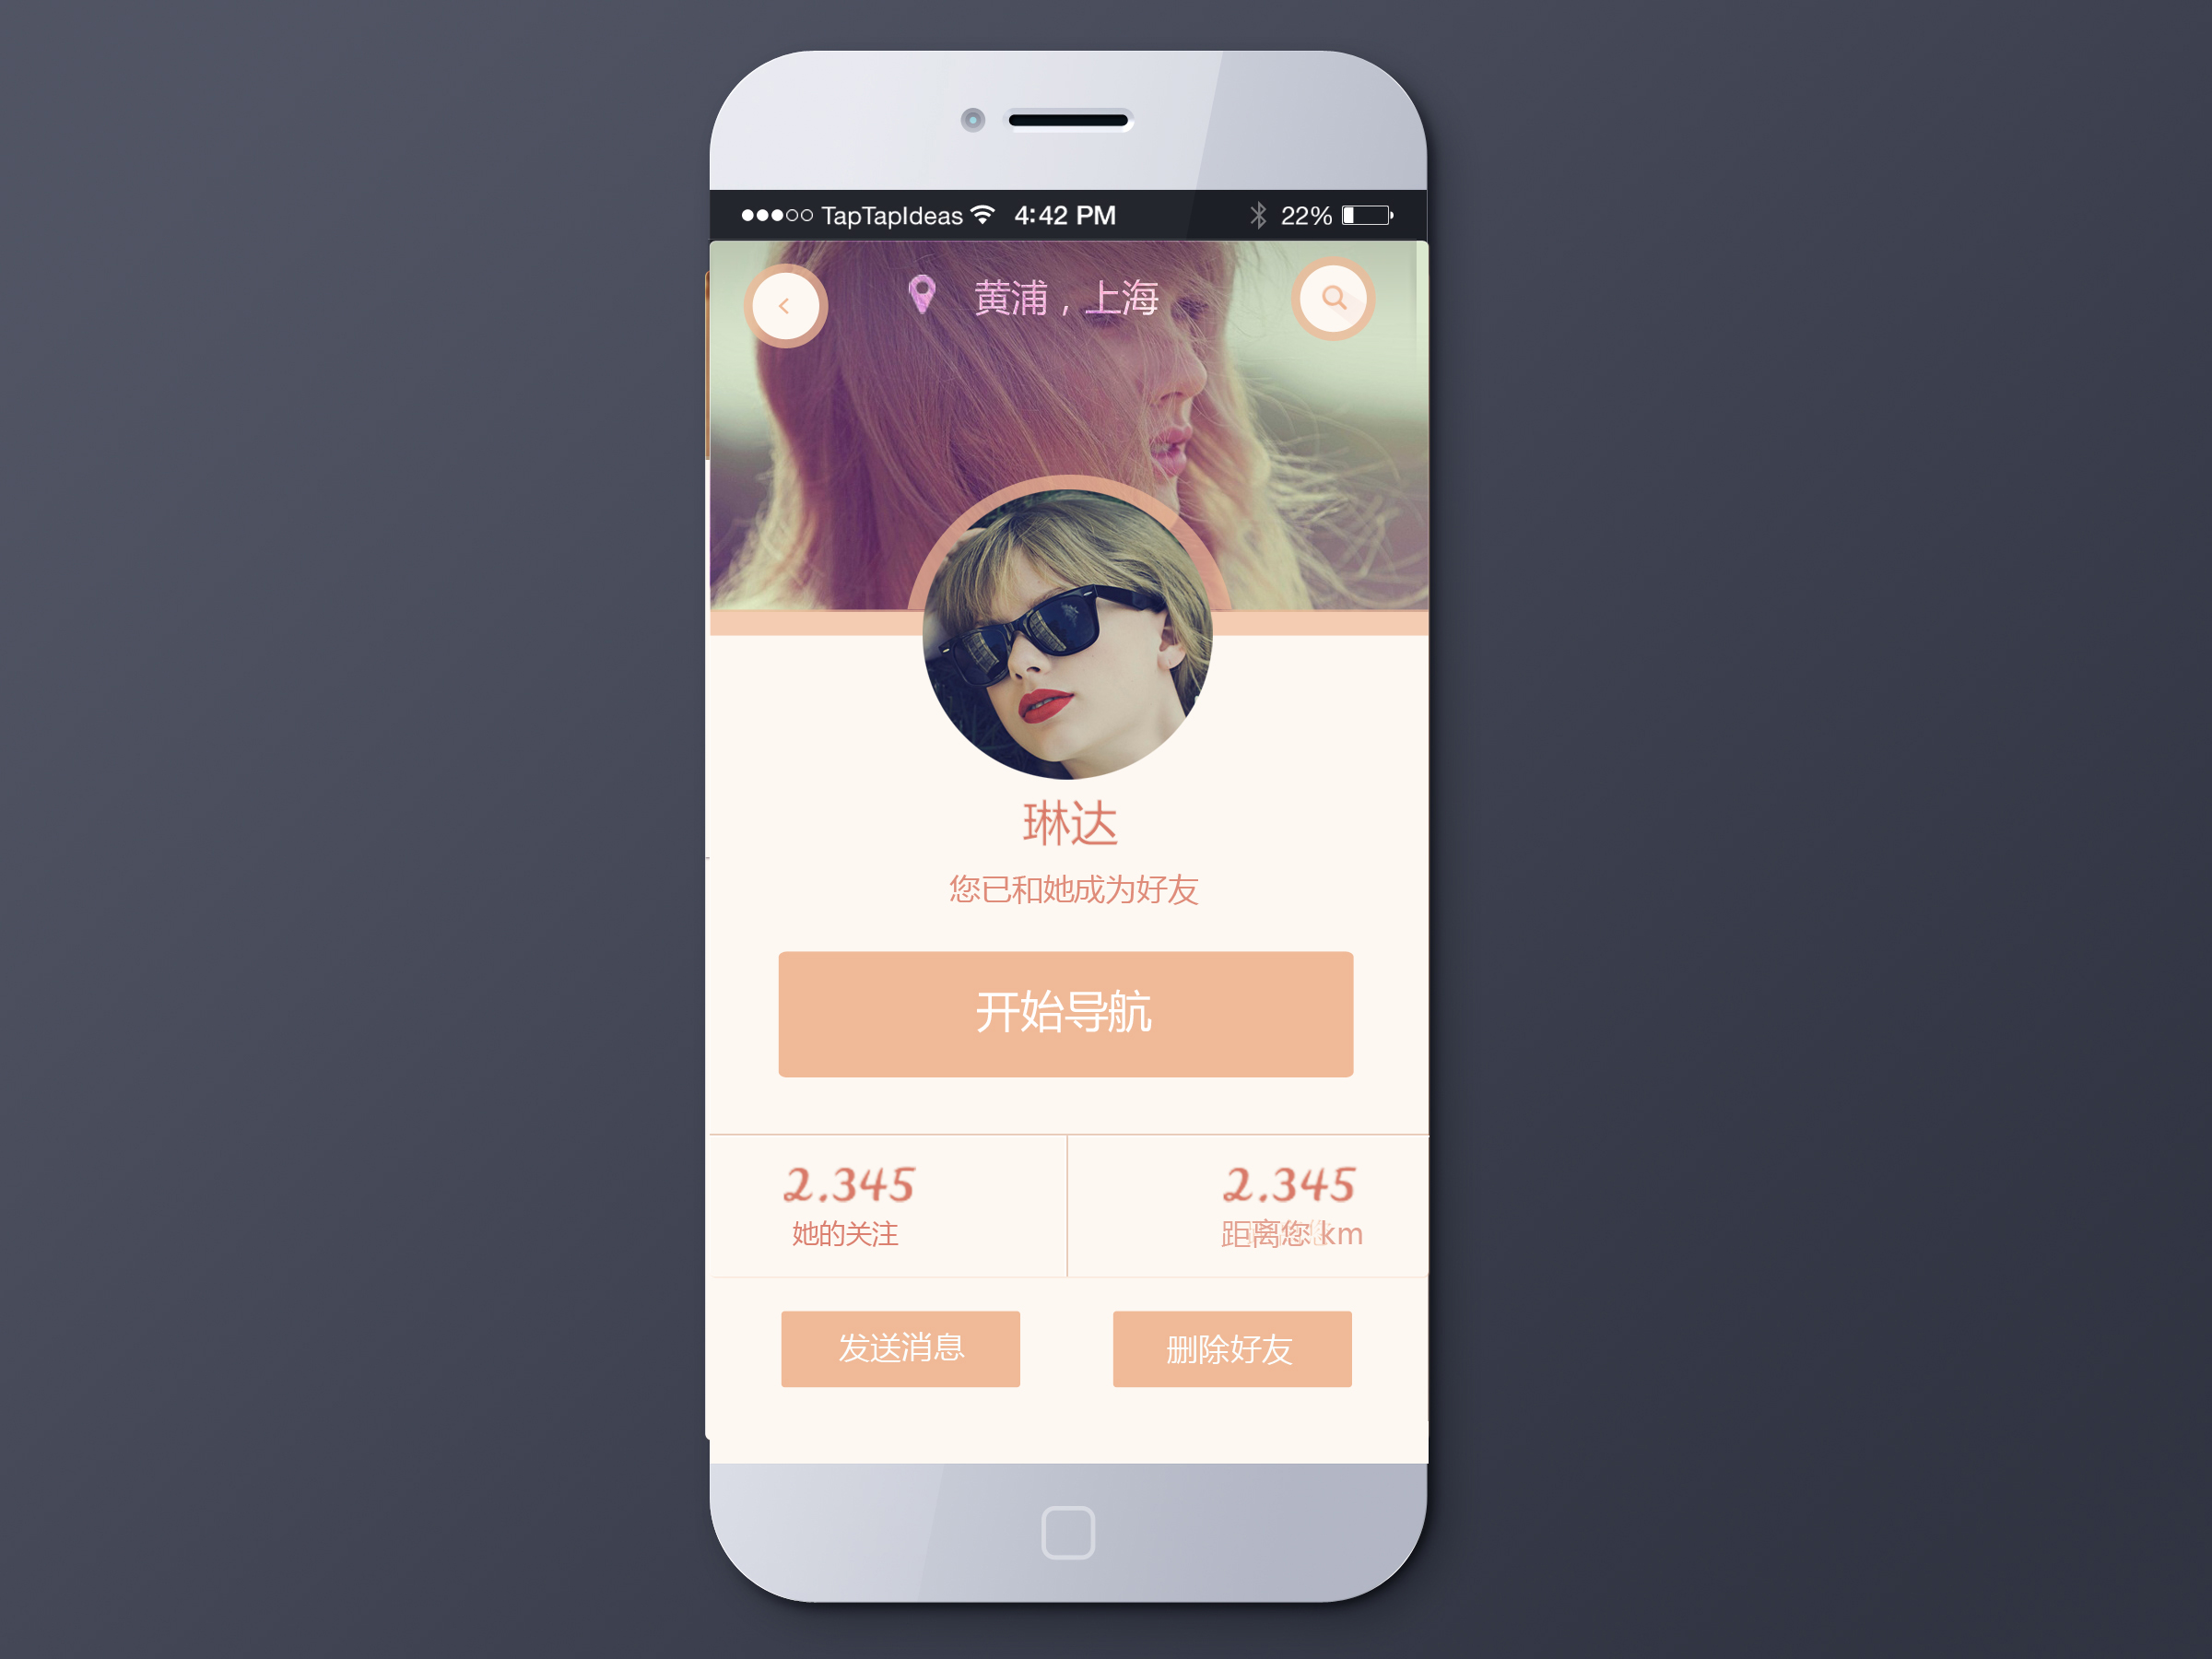 TapTapIdeas 4:42 PM 22%
黄浦，上海
琳达
您已和她成为好友
开始导航
2.345 2.345
她的关注 距离您 km
发送消息 删除好友